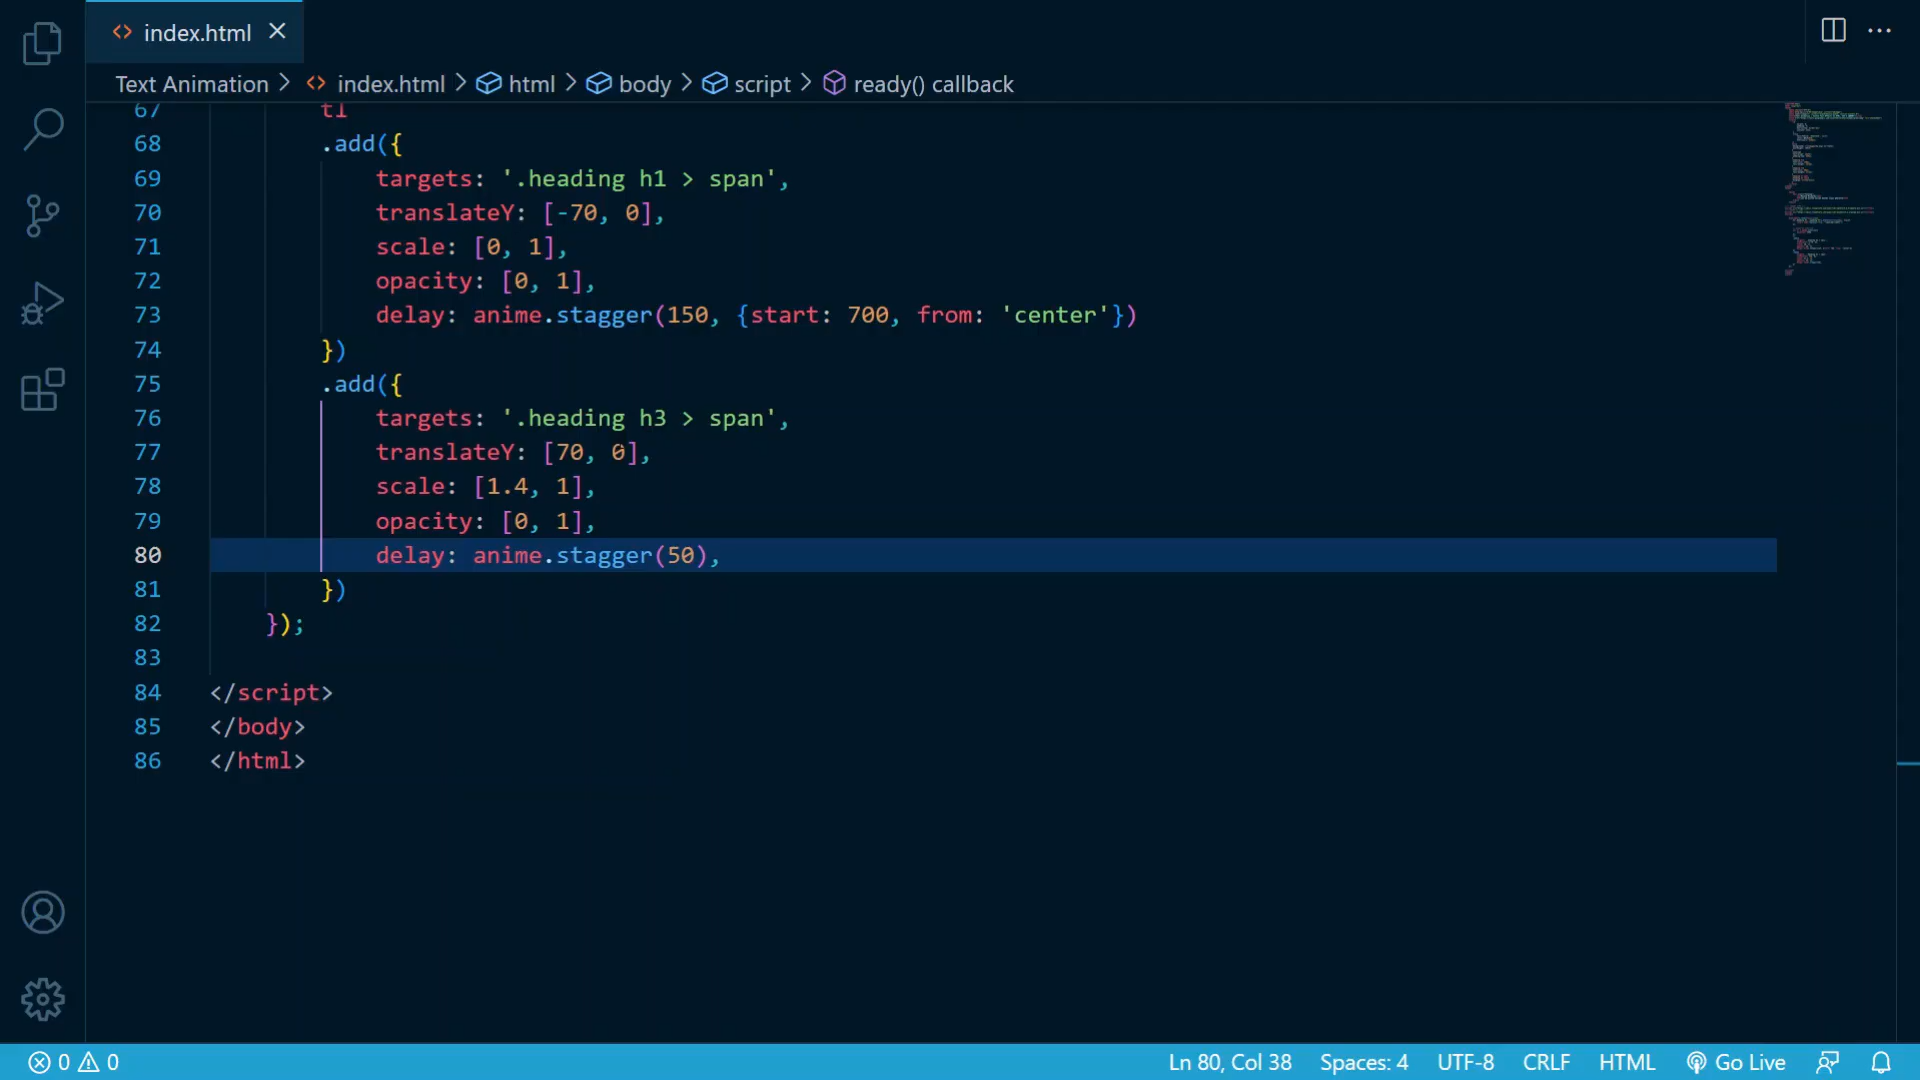 index.html
Text Animation > index.html > html > body > script > ready() callback
67 tl
68 .add({
69 targets: '.heading h1 > span',
70 translateY: [-70, 0],
71 scale: [0, 1],
72 opacity: [0, 1],
73 delay: anime.stagger(150, {start: 700, from: 'center'})
74 })
75 .add({
76 targets: '.heading h3 > span',
77 translateY: [70, 0],
78 scale: [1.4, 1],
79 opacity: [0, 1],
80 delay: anime.stagger(50),
81 })
82 });
83
84 </script>
85 </body>
86 </html>
0 0 Ln 80, Col 38 Spaces: 4 UTF-8 CRLF HTML Go Live